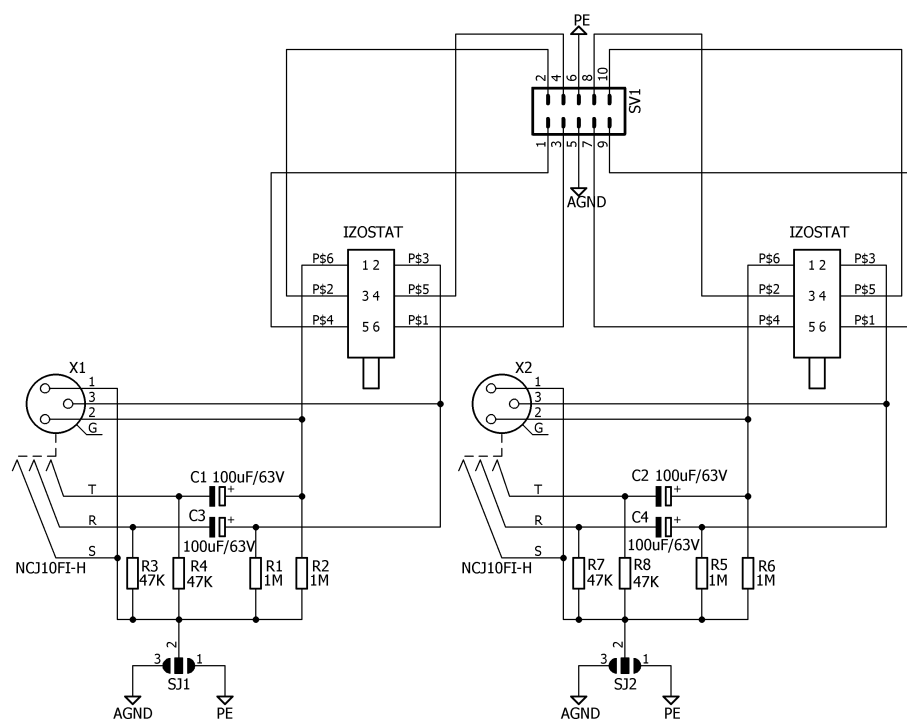 PE
2 4 6 8 10
SV1
1 3 5 7 9
AGND
IZOSTAT
P$6 1 2 P$3
P$2 3 4 P$5
P$4 5 6 P$1
IZOSTAT
P$6 1 2 P$3
P$2 3 4 P$5
P$4 5 6 P$1
X1
1
3
2
G
C1 100uF/63V
+
T
C3
+
R
100uF/63V
S
NCJ10FI-H
R3
47K
R4
47K
R1
1M
R2
1M
2
3 1
SJ1
AGND
PE
X2
1
3
2
G
C2 100uF/63V
+
T
C4
+
R
100uF/63V
S
NCJ10FI-H
R7
47K
R8
47K
R5
1M
R6
1M
2
3 1
SJ2
AGND
PE